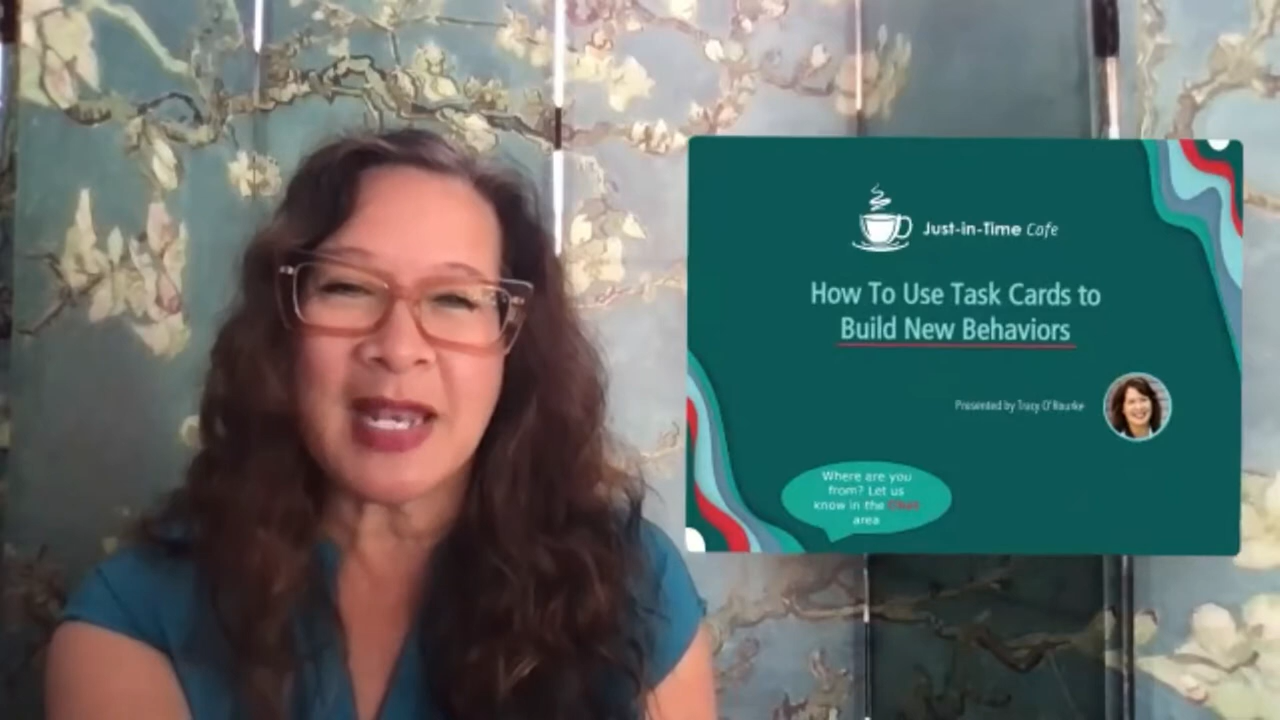 Just-in-Time Cafe
How To Use Task Cards to
Build New Behaviors
Presented by Tracy O'Rourke
Where are you
from? Let us
know in the
area